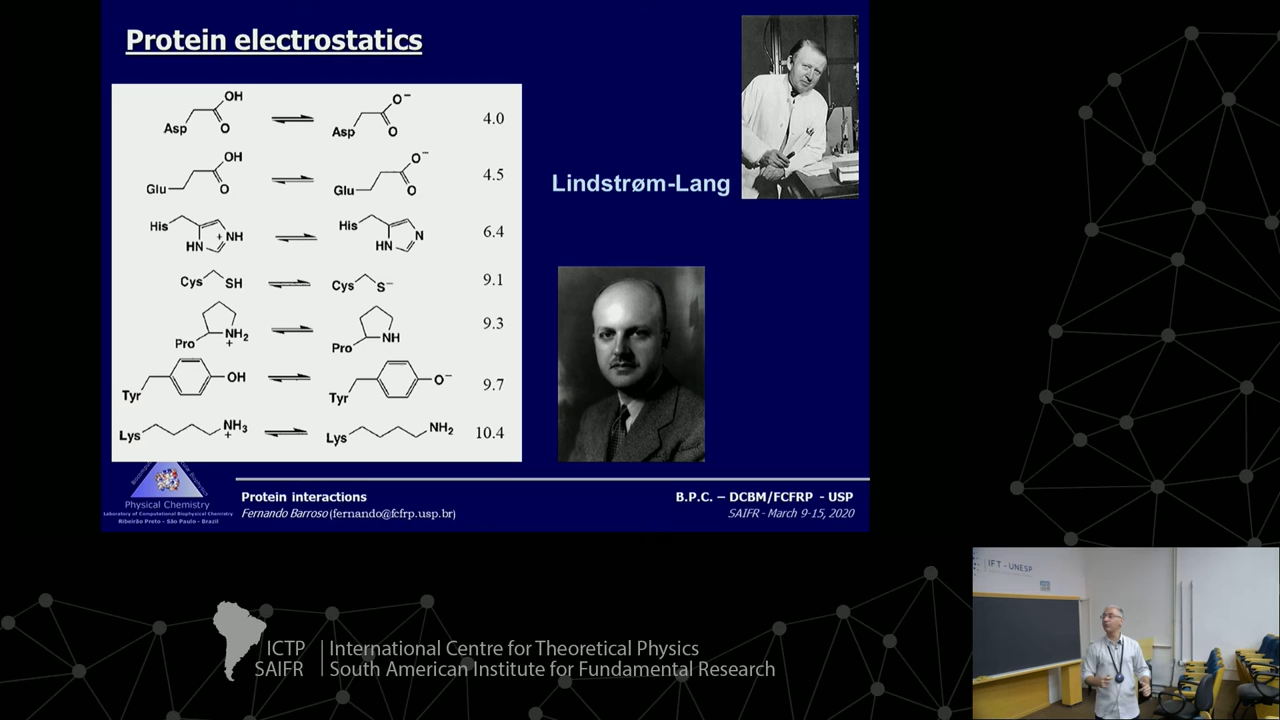 Protein electrostatics
OH
Asp
O
O−
Asp
O
4.0
OH
Glu
O
O−
Glu
O
4.5
His
+
NH
HN
His
N
HN
6.4
Cys
SH
Cys
S−
9.1
NH2
+
Pro
NH
Pro
9.3
OH
Tyr
O−
Tyr
9.7
NH3
+
Lys
NH2
Lys
10.4
Lindstrøm-Lang
Physical Chemistry
Laboratory of Computational Biophysical Chemistry
Ribeirão Preto - São Paulo - Brazil
Protein interactions
Fernando Barroso (fernando@fcfrp.usp.br)
B.P.C. – DCBM/FCFRP - USP
SAIFR - March 9-15, 2020
IFT - UNESP
ICTP
SAIFR
International Centre for Theoretical Physics
South American Institute for Fundamental Research